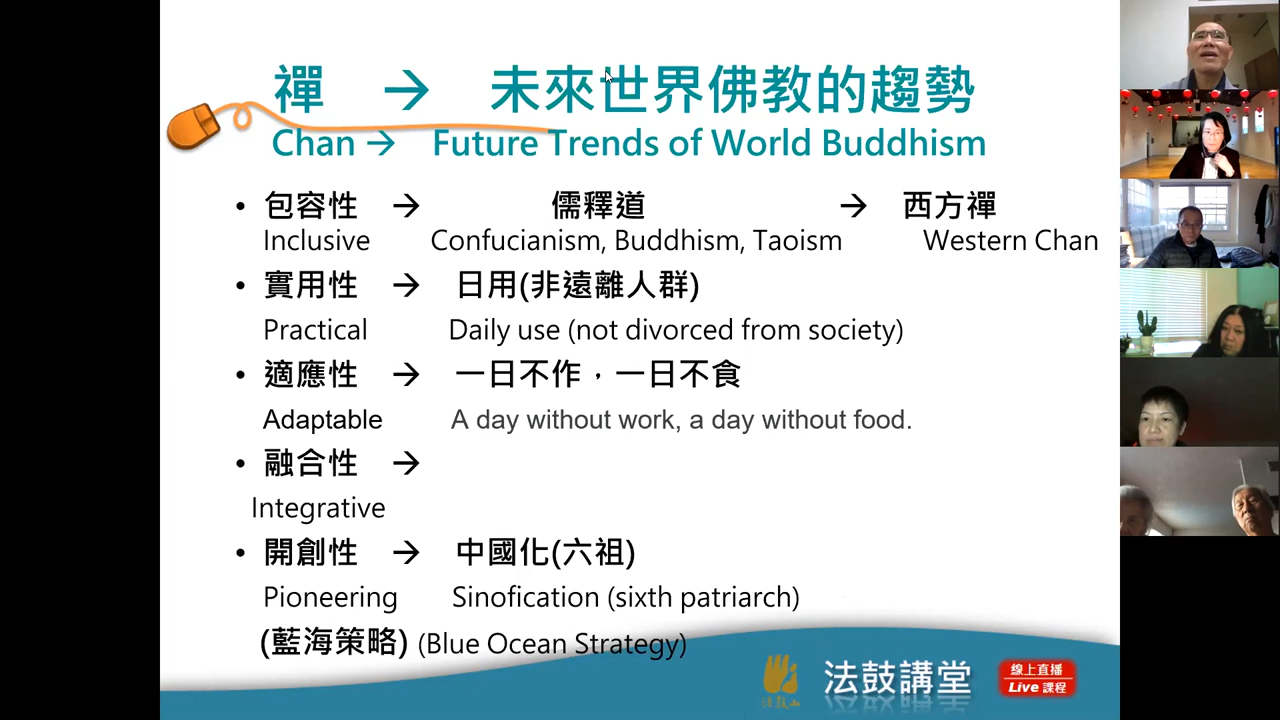 禪 → 未來世界佛教的趨勢
Chan → Future Trends of World Buddhism
• 包容性 → 儒釋道 → 西方禪
Inclusive Confucianism, Buddhism, Taoism Western Chan
• 實用性 → 日用(非遠離人群)
Practical Daily use (not divorced from society)
• 適應性 → 一日不作，一日不食
Adaptable A day without work, a day without food.
• 融合性 →
Integrative
• 開創性 → 中國化(六祖)
Pioneering Sinofication (sixth patriarch)
(藍海策略) (Blue Ocean Strategy)
法鼓山
法鼓講堂
線上直播
Live 課程